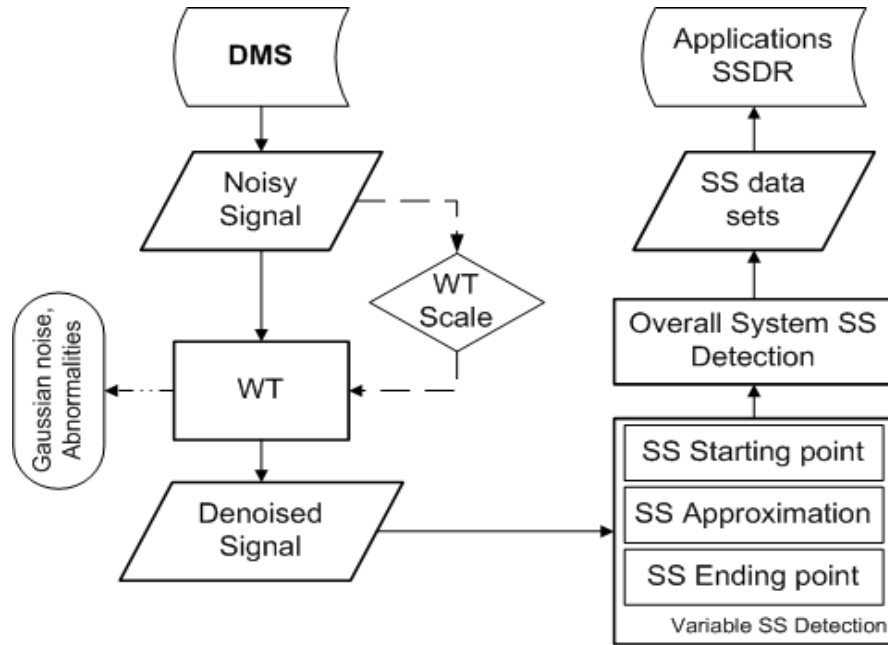 DMS
Noisy
Signal
WT
Scale
Gaussian noise,
Abnormalities
WT
Denoised
Signal
Applications
SSDR
SS data
sets
Overall System SS
Detection
SS Starting point
SS Approximation
SS Ending point
Variable SS Detection